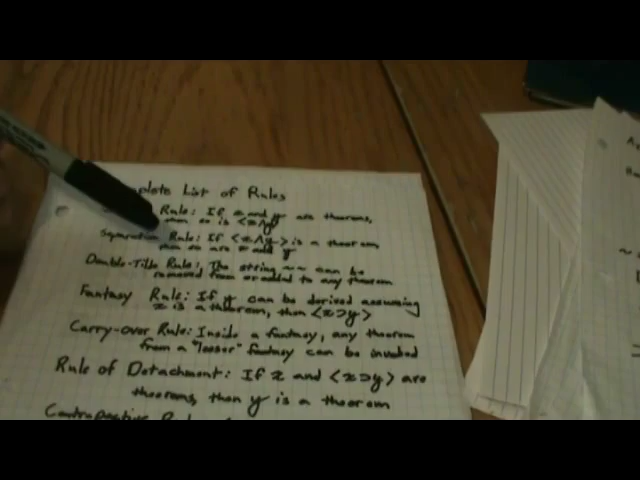 plete List of Rules
Rule: If x and y are theorems,
then so is <x∧y>
Separation Rule: If <x∧y> is a theorem
then so are x and y
Double-Tilde Rule: The string ~~ can be
removed from or added to any theorem
Fantasy Rule: If y can be derived assuming
x is a theorem, then <x⊃y>
Carry-over Rule: Inside a fantasy, any theorem
from a "lesser" fantasy can be invoked
Rule of Detachment: If x and <x⊃y> are
theorems, then y is a theorem
Contrapositive